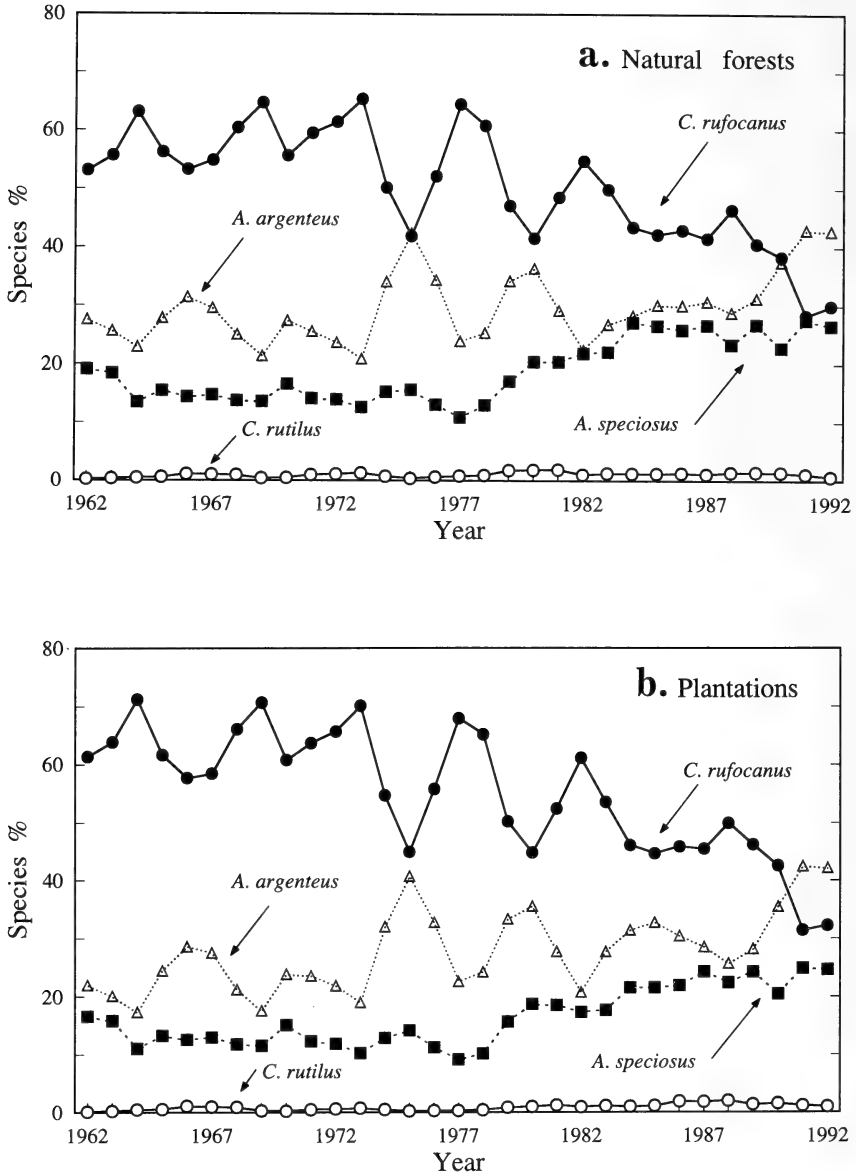 80
a. Natural forests
C. rufocanus
60
A. argenteus
Species %
40
20
A. speciosus
C. rutilus
0
1962 1967 1972 1977 1982 1987 1992
Year
80
b. Plantations
C. rufocanus
60
Species %
40
A. argenteus
20
A. speciosus
C. rutilus
0
1962 1967 1972 1977 1982 1987 1992
Year